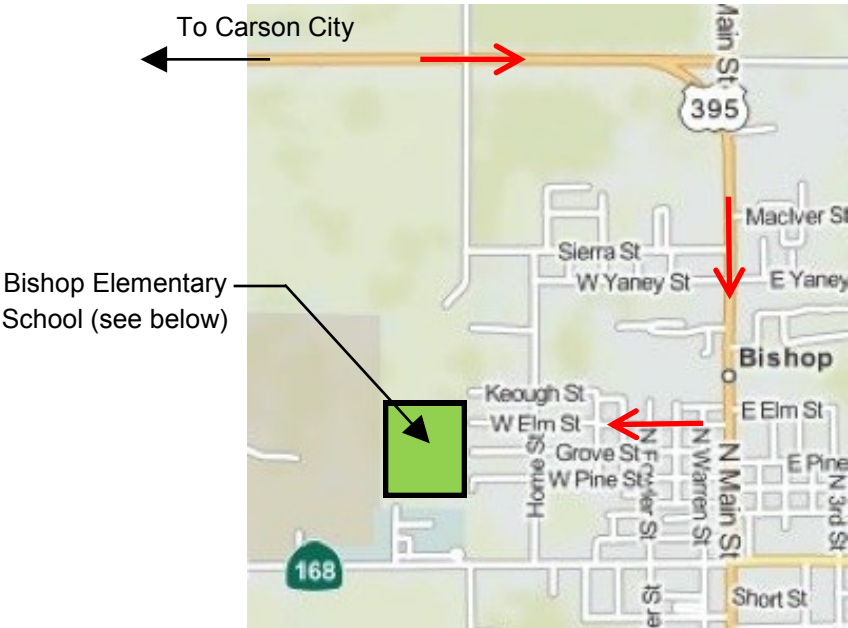 To Carson City
Main St
395
MacIver St
Sierra St
W Yaney St
E Yaney
Bishop Elementary
School (see below)
Bishop
Keough St
E Elm St
W Elm St
Grove St
N Fowler St
N Warren St
N Main St
Home St
W Pine St
E Pine
N 3rd St
168
er St
Short St